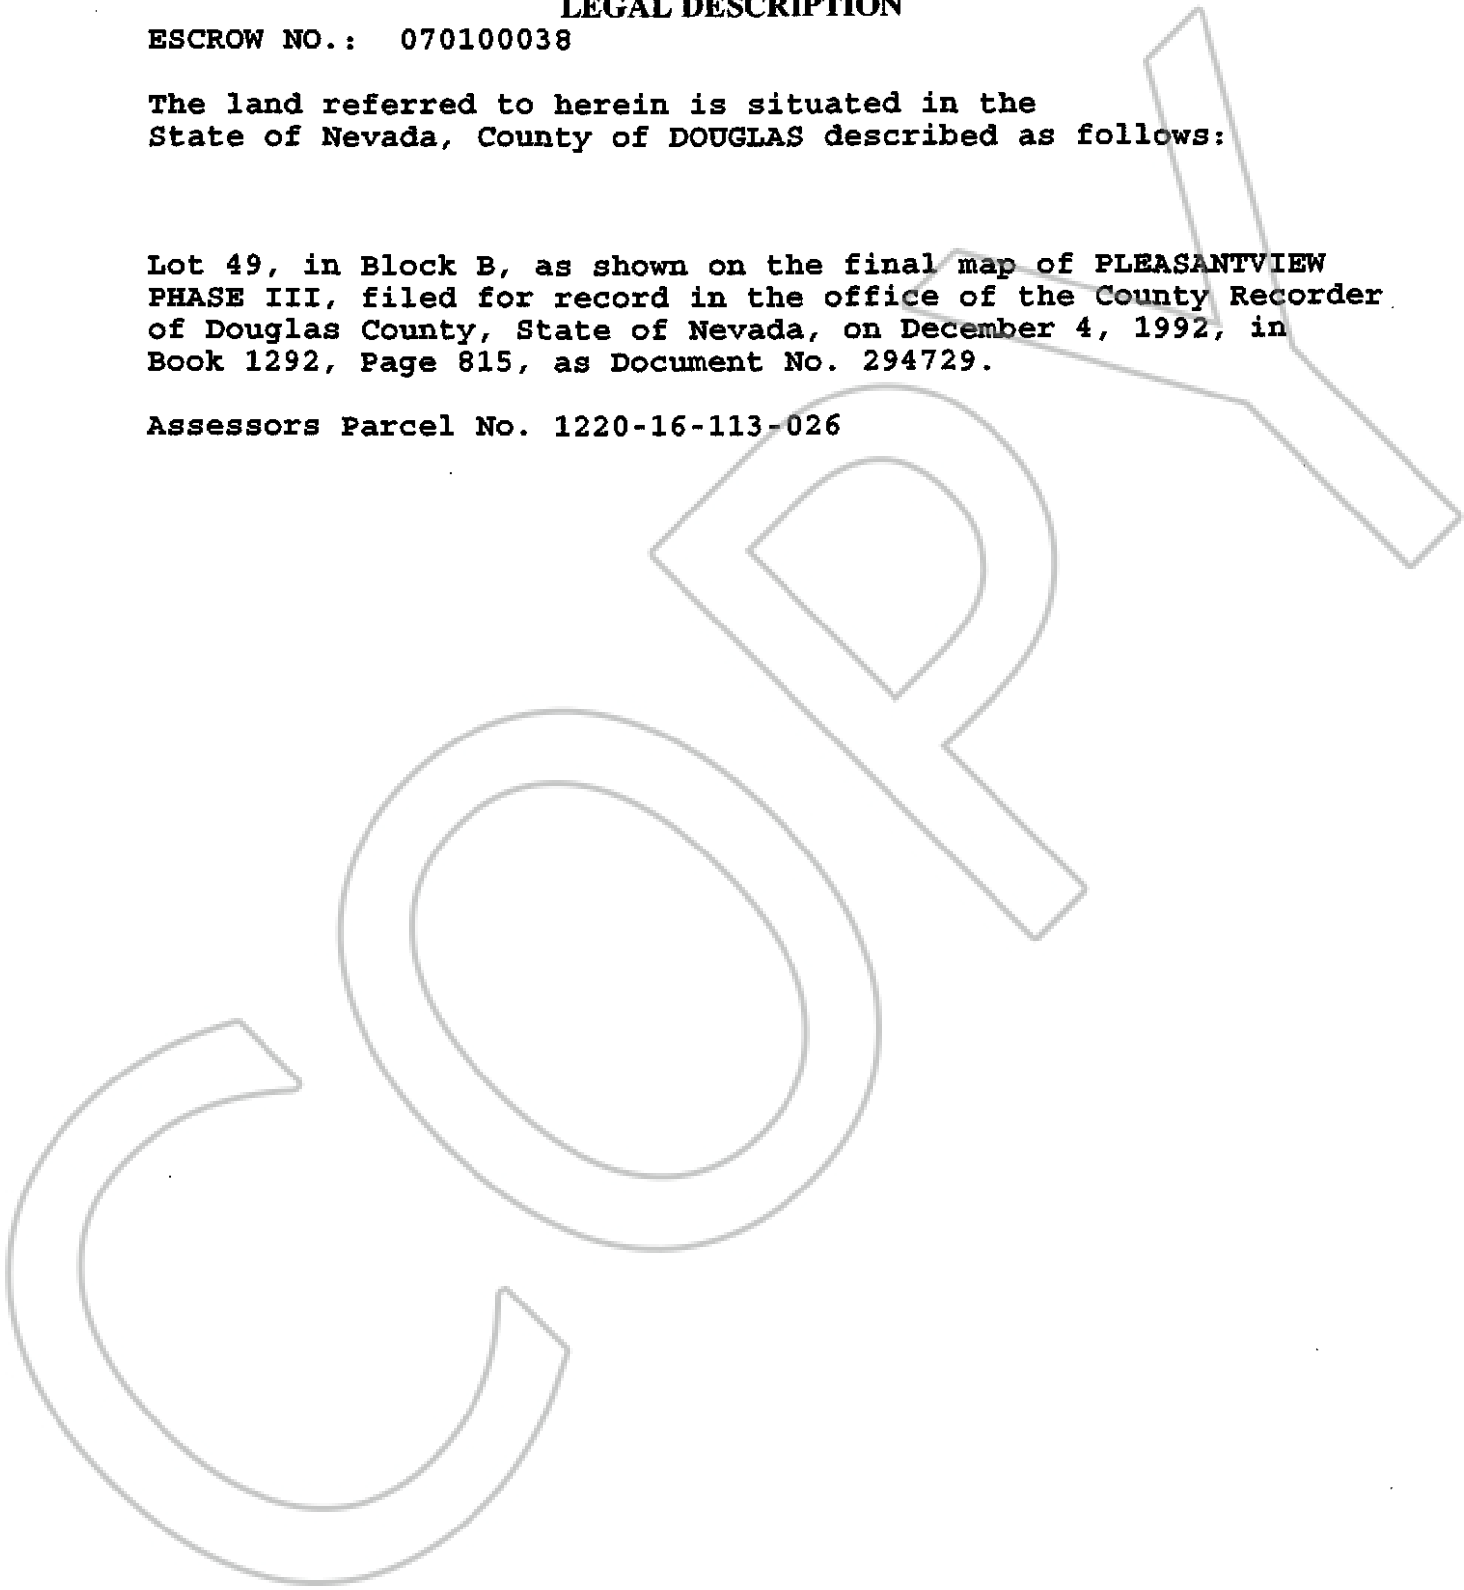 LEGAL DESCRIPTION
ESCROW NO.: 070100038
The land referred to herein is situated in the
State of Nevada, County of DOUGLAS described as follows:
Lot 49, in Block B, as shown on the final map of PLEASANTVIEW
PHASE III, filed for record in the office of the County Recorder
of Douglas County, State of Nevada, on December 4, 1992, in
Book 1292, Page 815, as Document No. 294729.
Assessors Parcel No. 1220-16-113-026
COPY